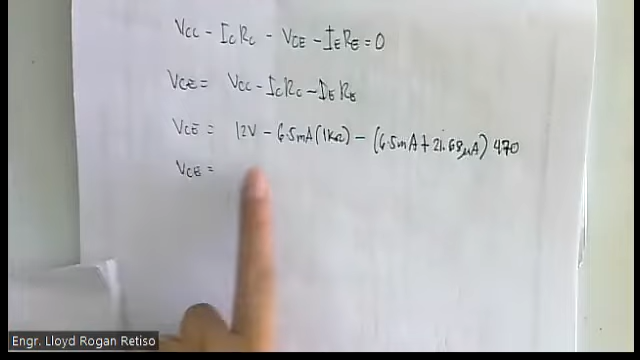 VCC - ICRC - VCE - IERE = 0
VCE = VCC - ICRC - IERE
VCE = 12V - 6.5mA(1kΩ) - (6.5mA + 21.68μA) 470
VCE =
Engr. Lloyd Rogan Retiso